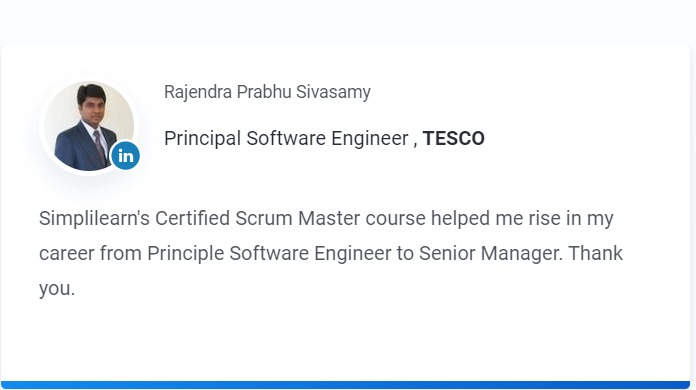 Rajendra Prabhu Sivasamy
Principal Software Engineer , TESCO
in
Simplilearn's Certified Scrum Master course helped me rise in my
career from Principle Software Engineer to Senior Manager. Thank
you.